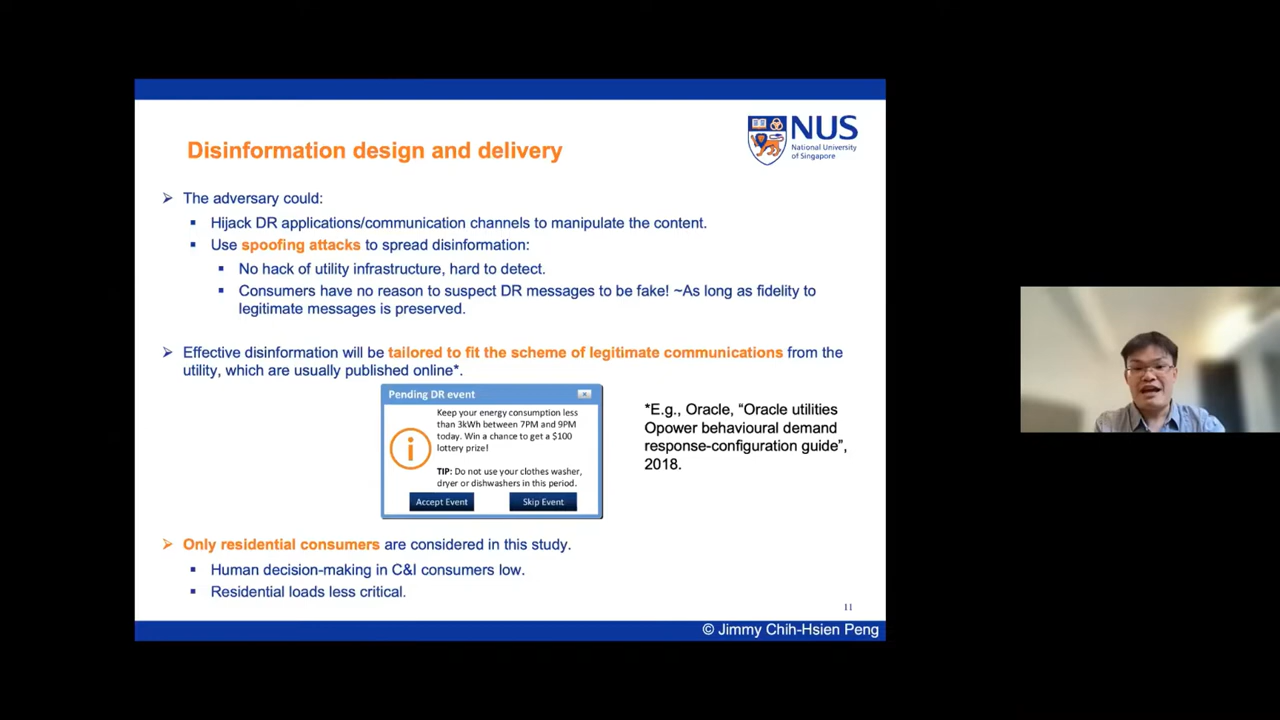 NUS
National University
of Singapore
Disinformation design and delivery
The adversary could:
Hijack DR applications/communication channels to manipulate the content.
Use spoofing attacks to spread disinformation:
No hack of utility infrastructure, hard to detect.
Consumers have no reason to suspect DR messages to be fake! ~As long as fidelity to
legitimate messages is preserved.
Effective disinformation will be tailored to fit the scheme of legitimate communications from the
utility, which are usually published online*.
Pending DR event
Keep your energy consumption less
than 3kWh between 7PM and 9PM
today. Win a chance to get a $100
lottery prize!
TIP: Do not use your clothes washer,
dryer or dishwashers in this period.
Accept Event
Skip Event
*E.g., Oracle, “Oracle utilities
Opower behavioural demand
response-configuration guide”,
2018.
Only residential consumers are considered in this study.
Human decision-making in C&I consumers low.
Residential loads less critical.
11
© Jimmy Chih-Hsien Peng